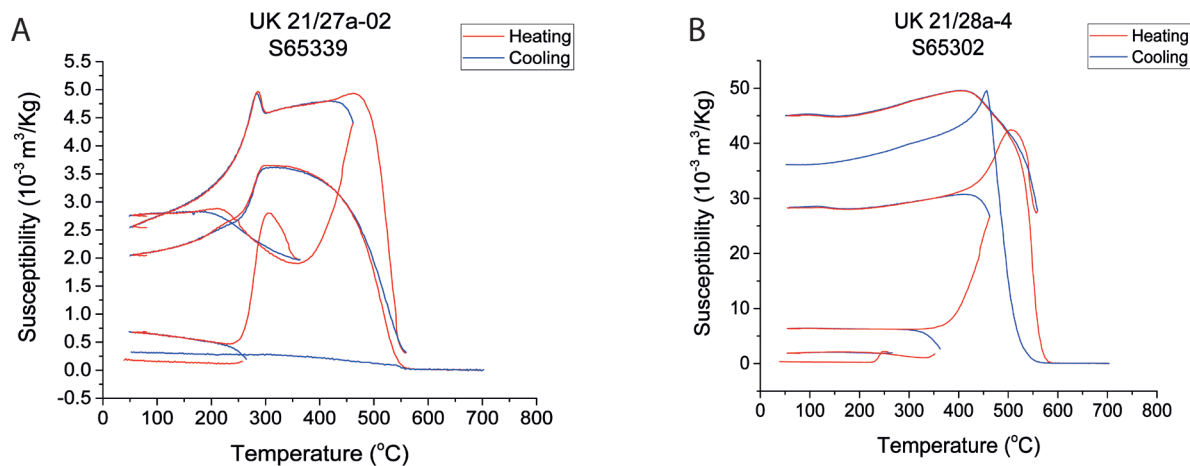 A
UK 21/27a-02
S65339
Heating
Cooling
Susceptibility (10⁻³ m³/Kg)
5.5
5.0
4.5
4.0
3.5
3.0
2.5
2.0
1.5
1.0
0.5
0.0
-0.5
0 100 200 300 400 500 600 700 800
Temperature (°C)
B
UK 21/28a-4
S65302
Heating
Cooling
Susceptibility (10⁻³ m³/Kg)
50
40
30
20
10
0
0 100 200 300 400 500 600 700 800
Temperature (°C)